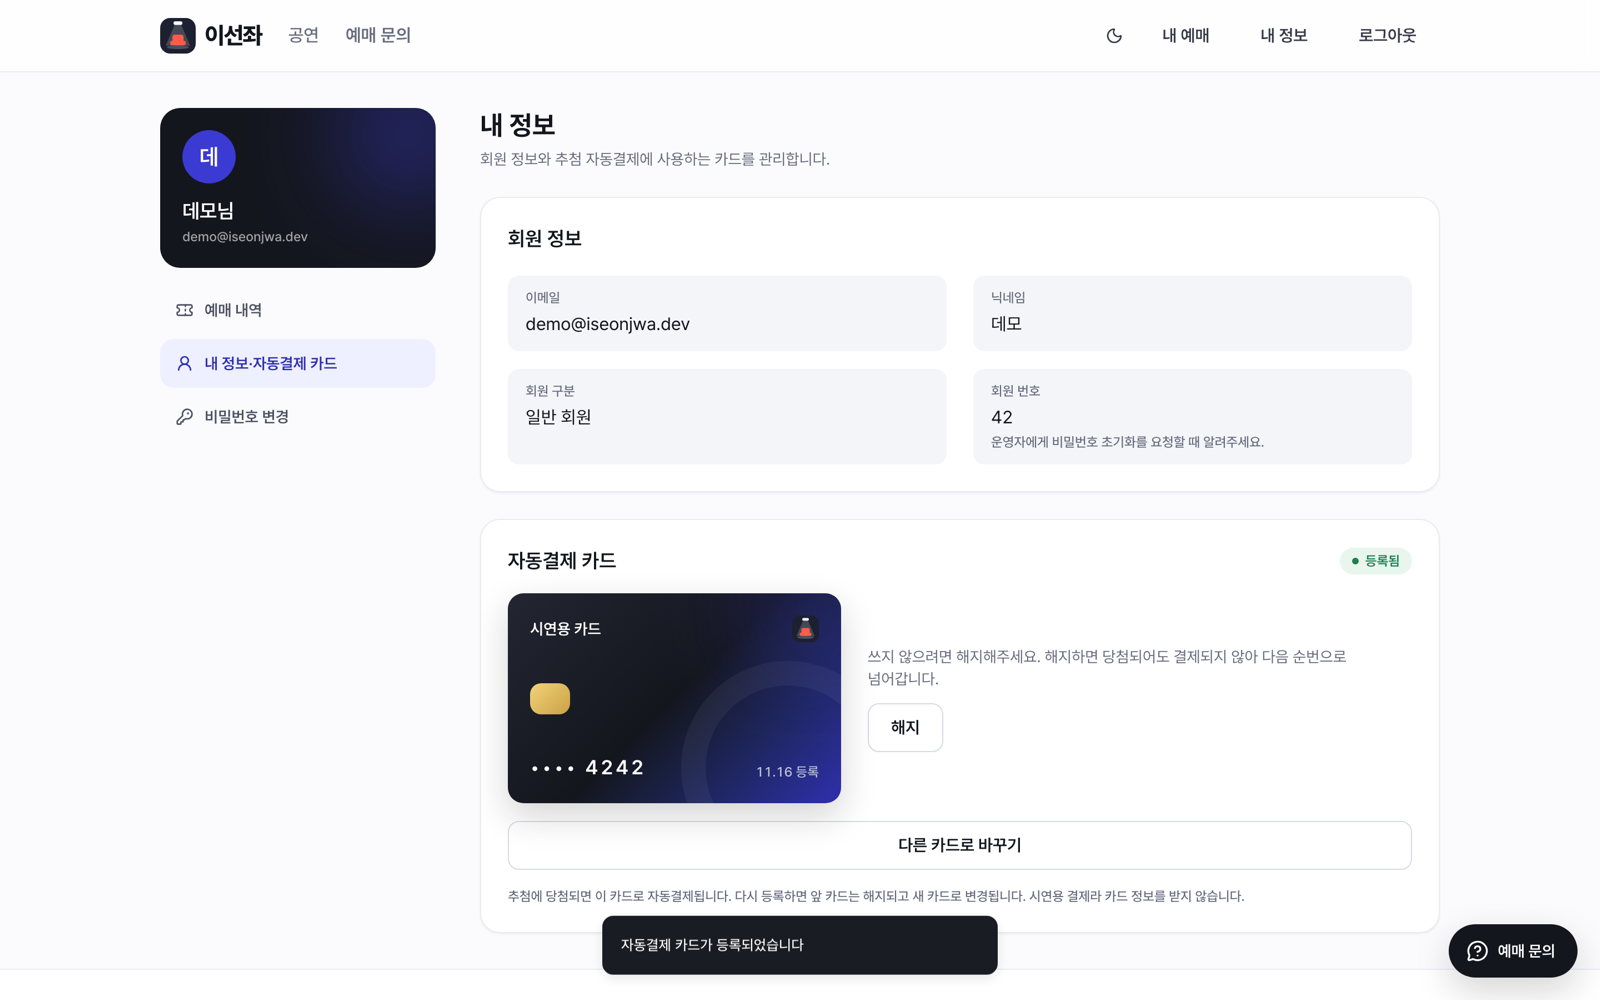 이선좌
공연
예매 문의
내 예매
내 정보
로그아웃
데
데모님
demo@iseonjwa.dev
예매 내역
내 정보·자동결제 카드
비밀번호 변경
내 정보
회원 정보와 추첨 자동결제에 사용하는 카드를 관리합니다.
회원 정보
이메일
demo@iseonjwa.dev
닉네임
데모
회원 구분
일반 회원
회원 번호
42
운영자에게 비밀번호 초기화를 요청할 때 알려주세요.
자동결제 카드
등록됨
시연용 카드
•••• 4242
11.16 등록
쓰지 않으려면 해지해주세요. 해지하면 당첨되어도 결제되지 않아 다음 순번으로
넘어갑니다.
해지
다른 카드로 바꾸기
추첨에 당첨되면 이 카드로 자동결제됩니다. 다시 등록하면 앞 카드는 해지되고 새 카드로 변경됩니다. 시연용 결제라 카드 정보를 받지 않습니다.
자동결제 카드가 등록되었습니다
예매 문의